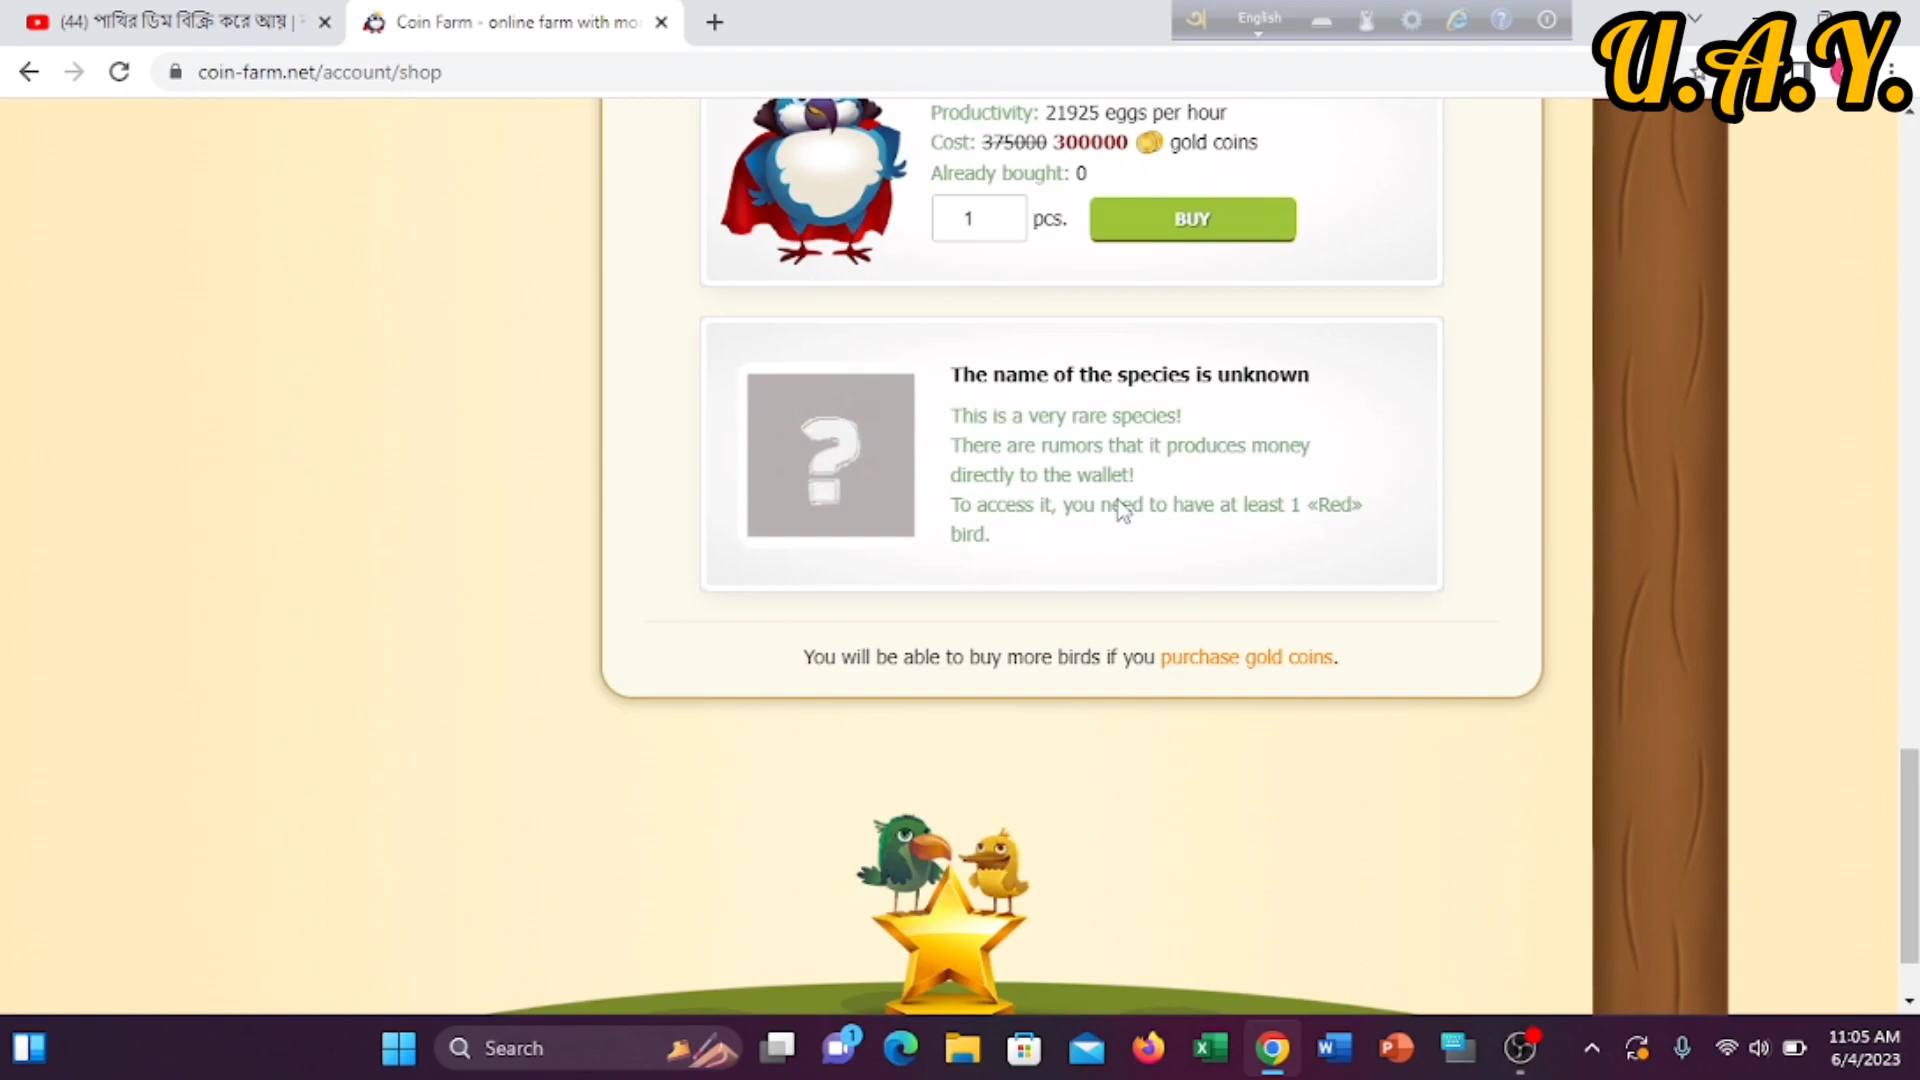 (44) পাখির ডিম বিক্রি করে আয় |
Coin Farm - online farm with mo
English
U.A.Y.
coin-farm.net/account/shop
Productivity: 21925 eggs per hour
Cost: 375000 300000 gold coins
Already bought: 0
1 pcs. BUY
The name of the species is unknown
This is a very rare species!
There are rumors that it produces money
directly to the wallet!
To access it, you need to have at least 1 «Red»
bird.
You will be able to buy more birds if you purchase gold coins.
Search
1
11:05 AM
6/4/2023